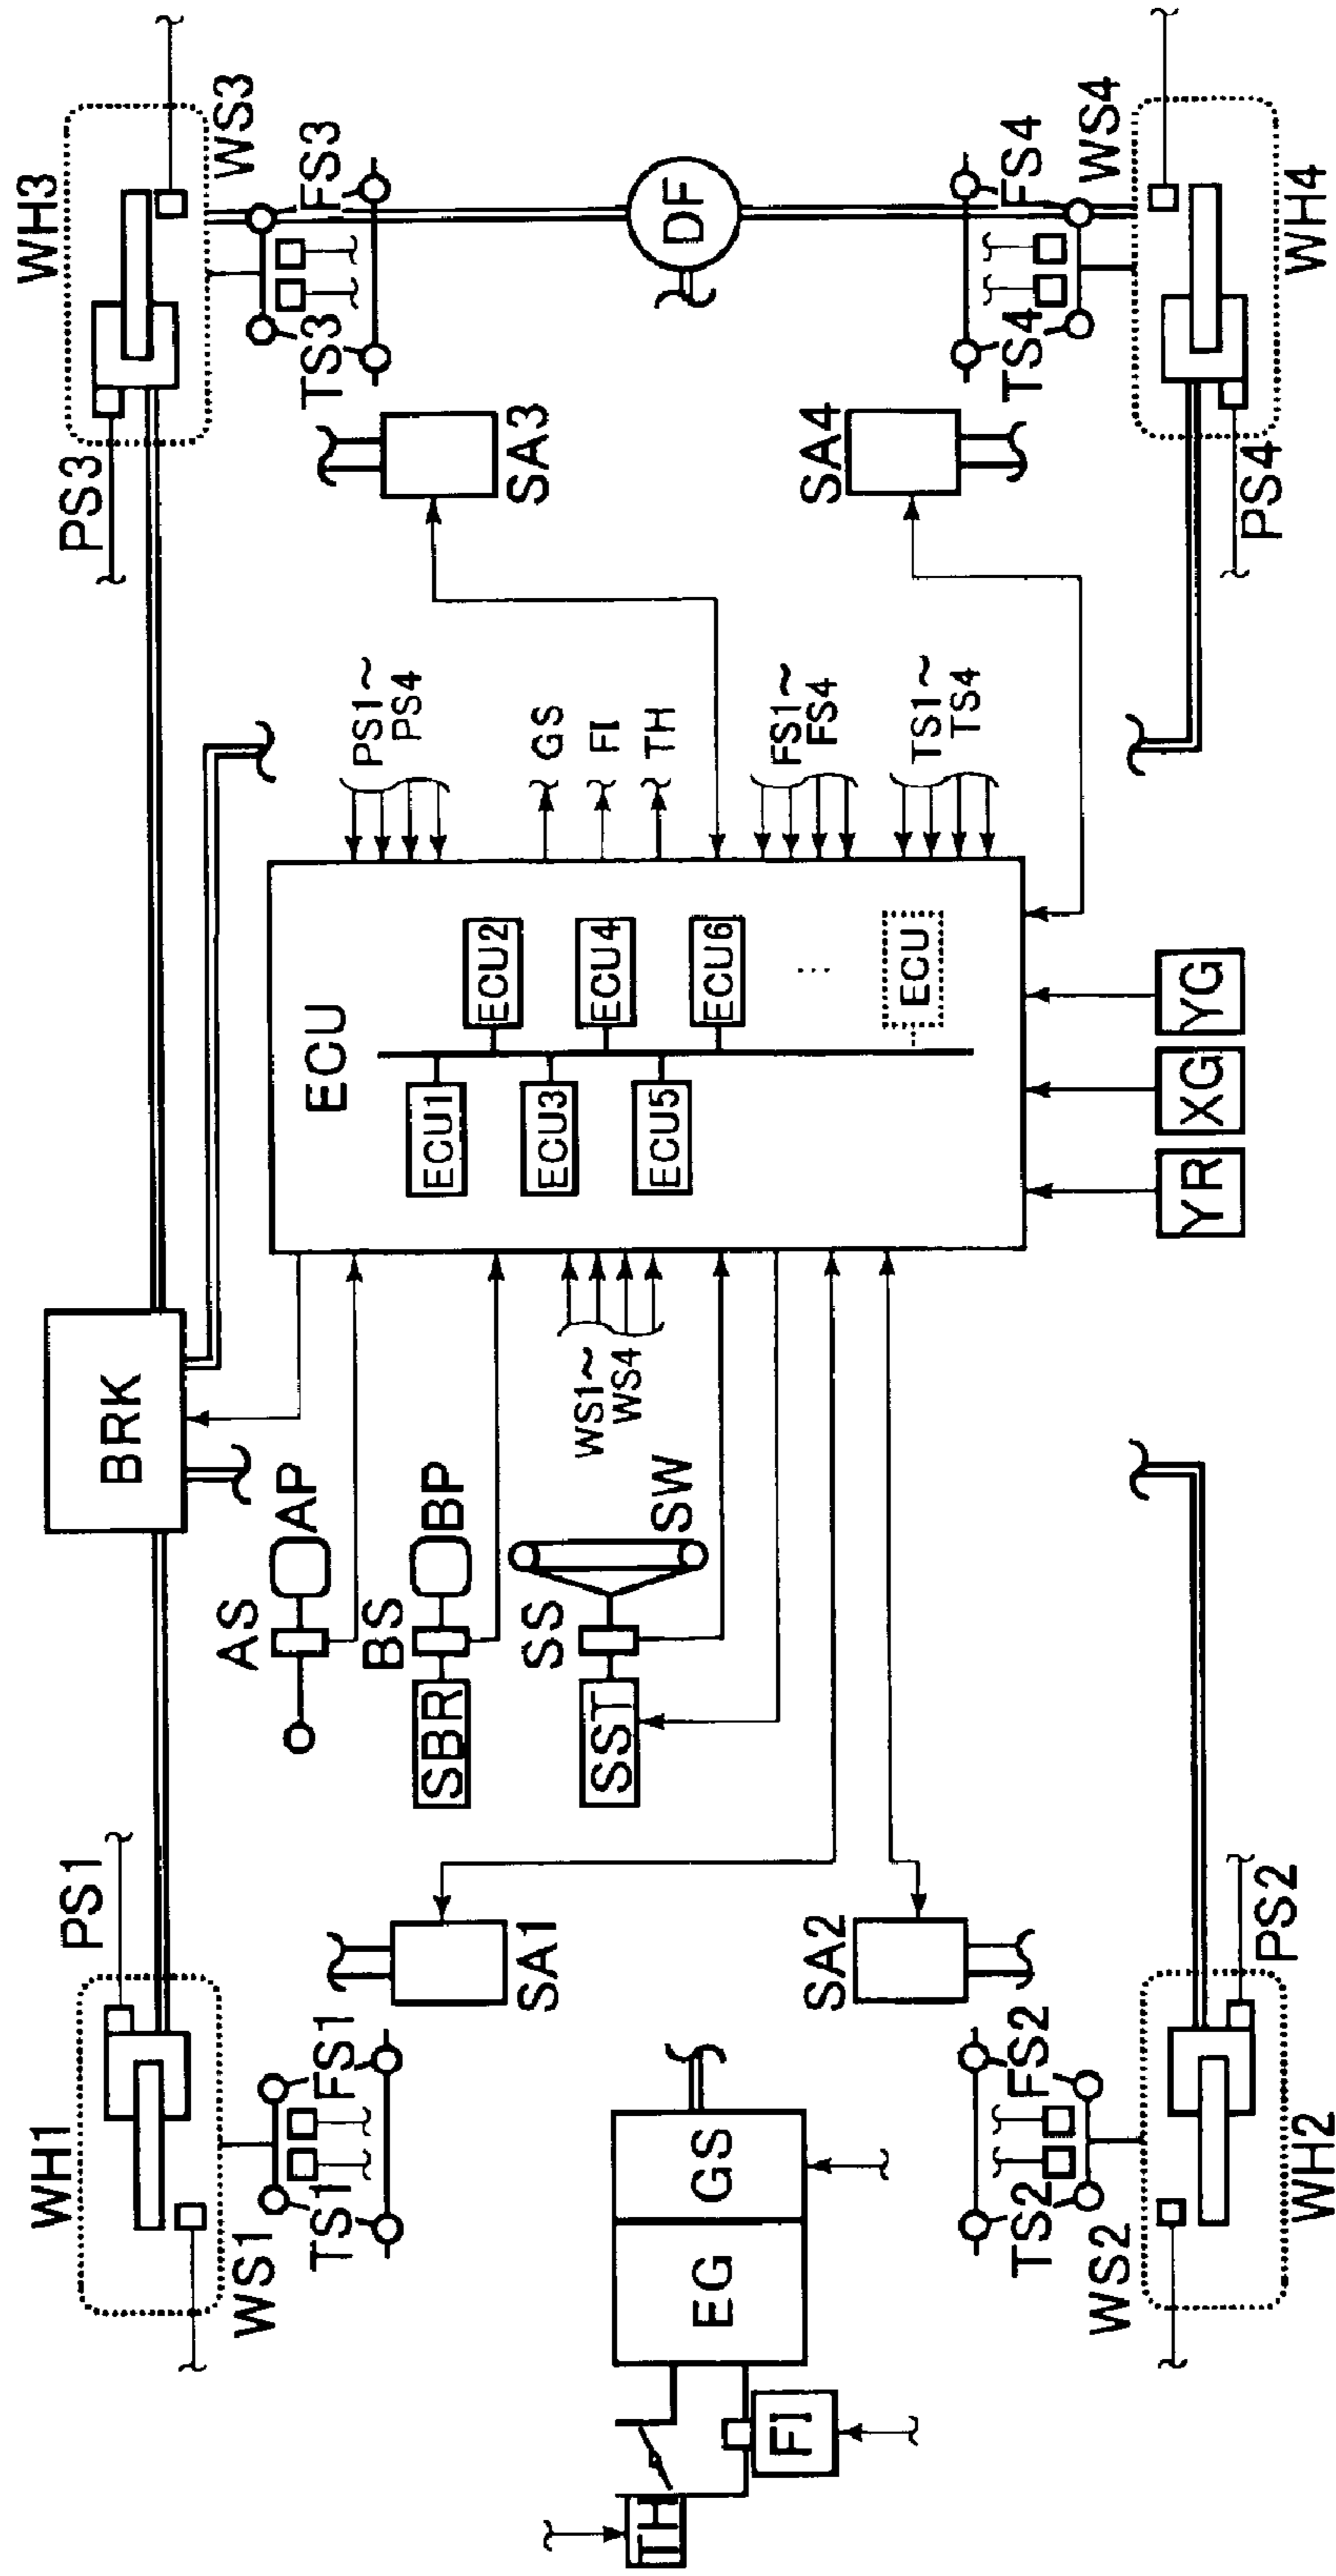 WH1
PS1
WS1
TS1
FS1
SA1
BRK
AS
AP
BS
BP
SBR
SS
SW
SST
WS1~
WS4
ECU
ECU1
ECU2
ECU3
ECU4
ECU5
ECU6
...
ECU
PS1~
PS4
GS
FI
TH
FS1~
FS4
TS1~
TS4
YR
XG
YG
WH3
PS3
WS3
TS3
FS3
SA3
DF
SA4
TS4
FS4
WS4
PS4
WH4
TH
FI
EG
GS
SA2
TS2
FS2
WS2
PS2
WH2